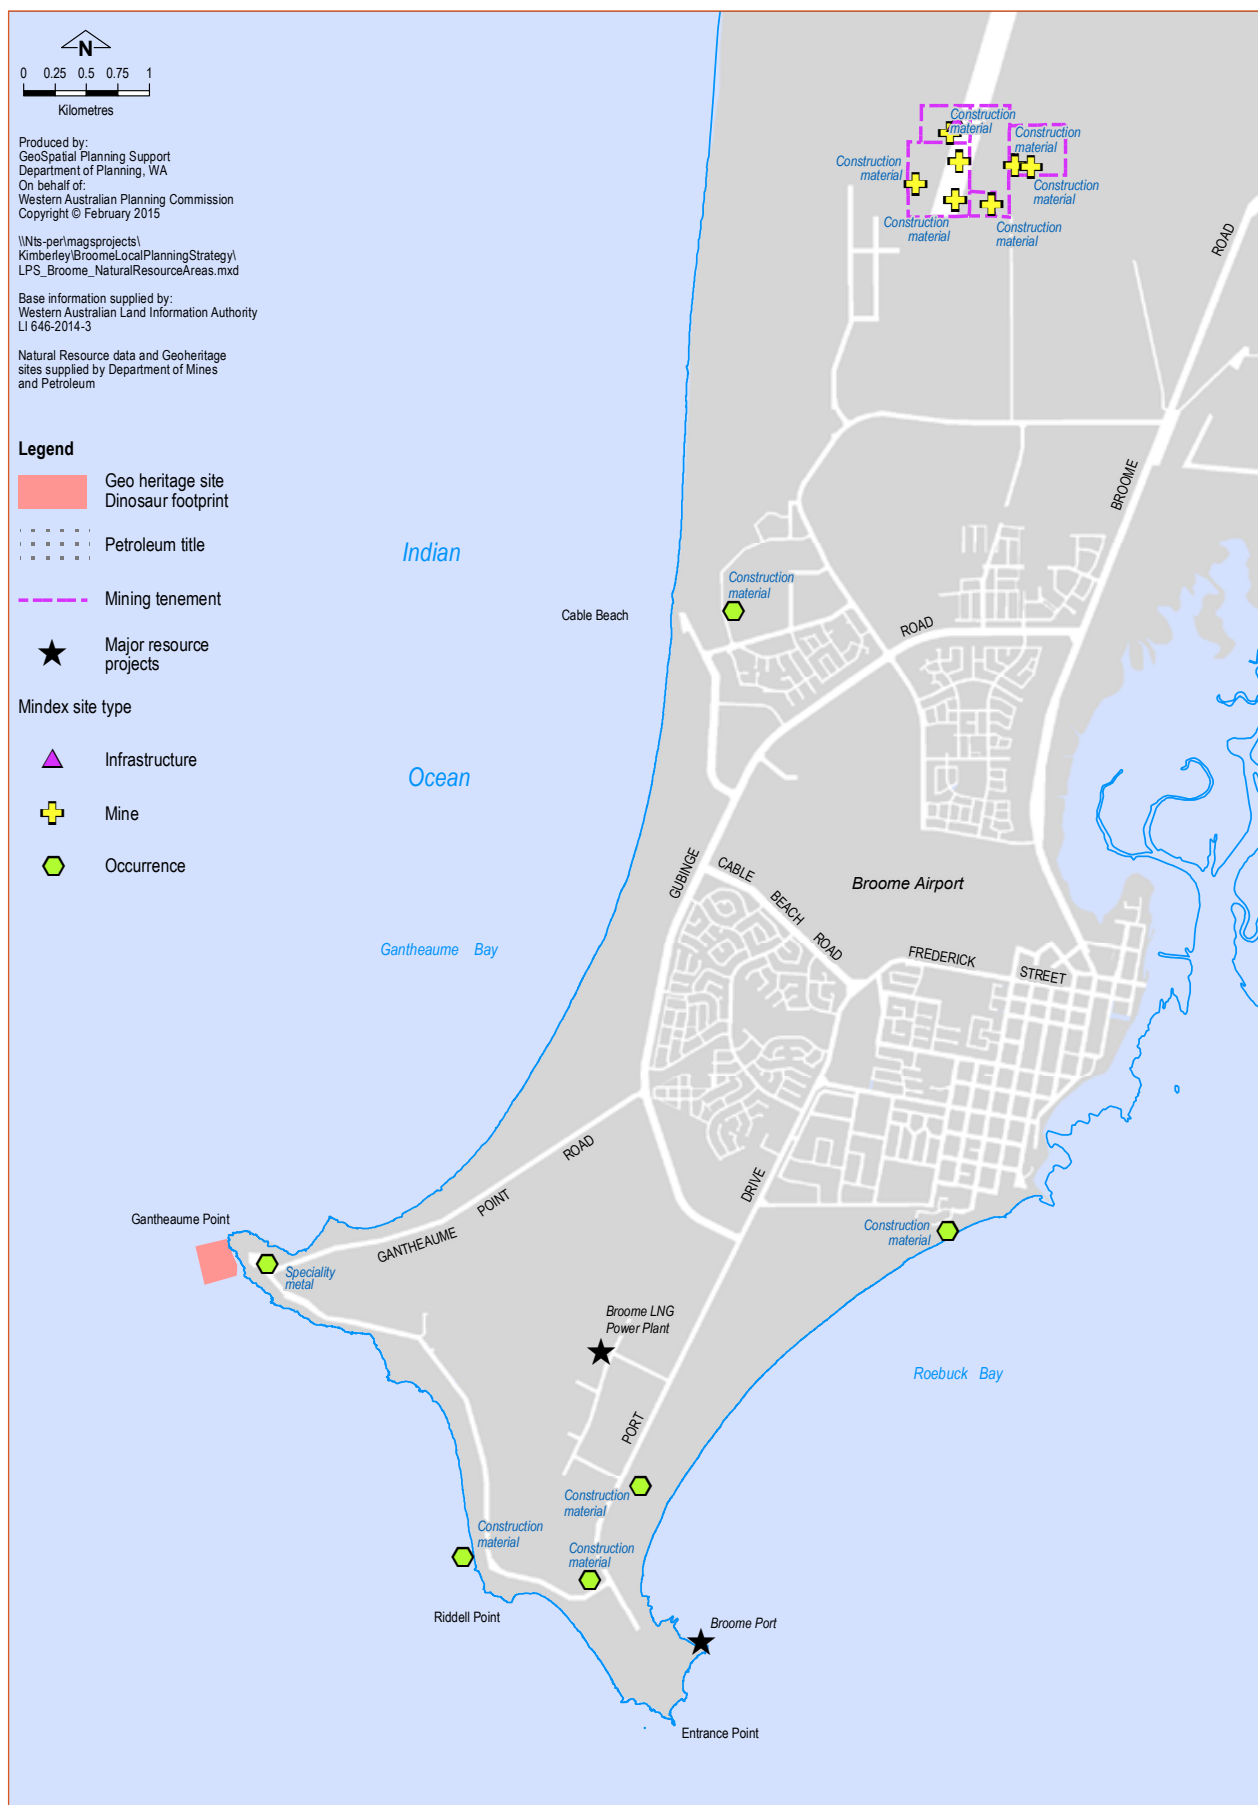 N
0 0.25 0.5 0.75 1
Kilometres
Produced by:
GeoSpatial Planning Support
Department of Planning, WA
On behalf of:
Western Australian Planning Commission
Copyright © February 2015
\\Nts-per\magsprojects\
Kimberley\BroomeLocalPlanningStrategy\
LPS_Broome_NaturalResourceAreas.mxd
Base information supplied by:
Western Australian Land Information Authority
LI 646-2014-3
Natural Resource data and Geoheritage
sites supplied by Department of Mines
and Petroleum
Legend
Geo heritage site
Dinosaur footprint
Petroleum title
Mining tenement
Major resource
projects
Mindex site type
Infrastructure
Mine
Occurrence
Construction
material
Construction
material
Construction
material
Construction
material
Construction
material
Construction
material
ROAD
BROOME
Indian
Construction
material
Cable Beach
ROAD
Ocean
GUBINGE
CABLE
BEACH
ROAD
Broome Airport
Gantheaume Bay
FREDERICK
STREET
ROAD
POINT
GANTHEAUME
DRIVE
Gantheaume Point
Speciality
metal
Construction
material
Broome LNG
Power Plant
Roebuck Bay
PORT
Construction
material
Construction
material
Construction
material
Riddell Point
Broome Port
Entrance Point